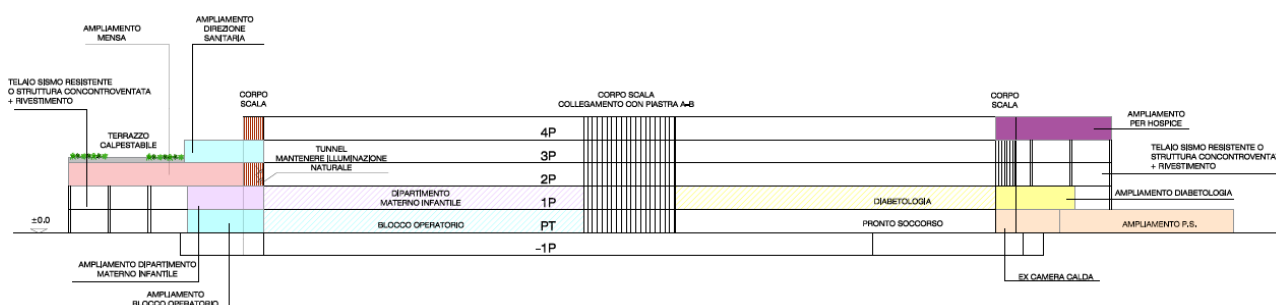 AMPLIAMENTO
MENSA
AMPLIAMENTO
DIREZIONE
SANITARIA
TELAIO SISMO RESISTENTE
O STRUTTURA CONCONTROVENTATA
+ RIVESTIMENTO
TERRAZZO
CALPESTABILE
CORPO
SCALA
CORPO SCALA
COLLEGAMENTO CON PIASTRA A-B
CORPO
SCALA
AMPLIAMENTO
PER HOSPICE
TELAIO SISMO RESISTENTE O
STRUTTURA CONCONTROVENTATA
+ RIVESTIMENTO
4P
3P
TUNNEL
MANTENERE ILLUMINAZIONE
NATURALE
2P
DIPARTIMENTO
MATERNO INFANTILE
1P
DIABETOLOGIA
AMPLIAMENTO DIABETOLOGIA
±0.0
BLOCCO OPERATORIO
PT
PRONTO SOCCORSO
AMPLIAMENTO P.S.
-1P
AMPLIAMENTO DIPARTIMENTO
MATERNO INFANTILE
EX CAMERA CALDA
AMPLIAMENTO
BLOCCO OPERATORIO